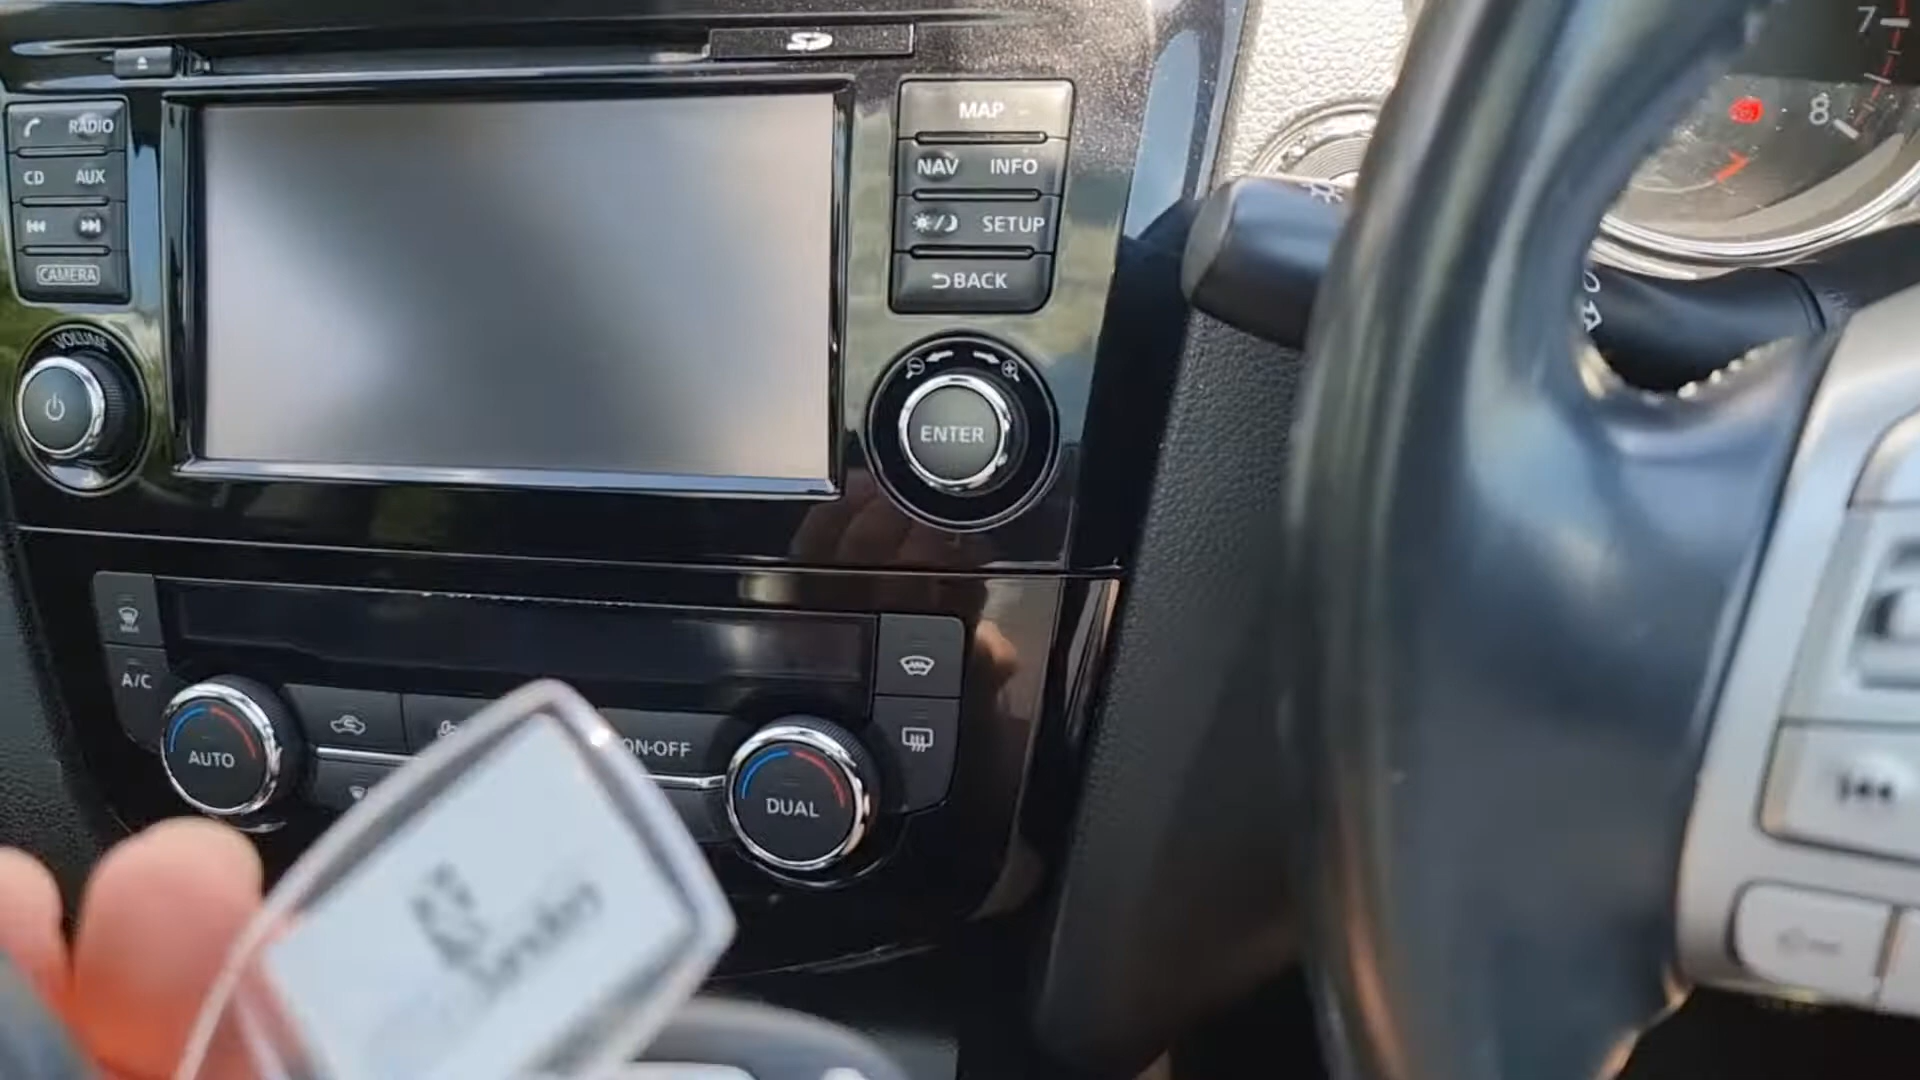 SD
RADIO
CD AUX
CAMERA
VOLUME
MAP
NAV INFO
SETUP
BACK
ENTER
7
8
A/C
AUTO
ON·OFF
DUAL